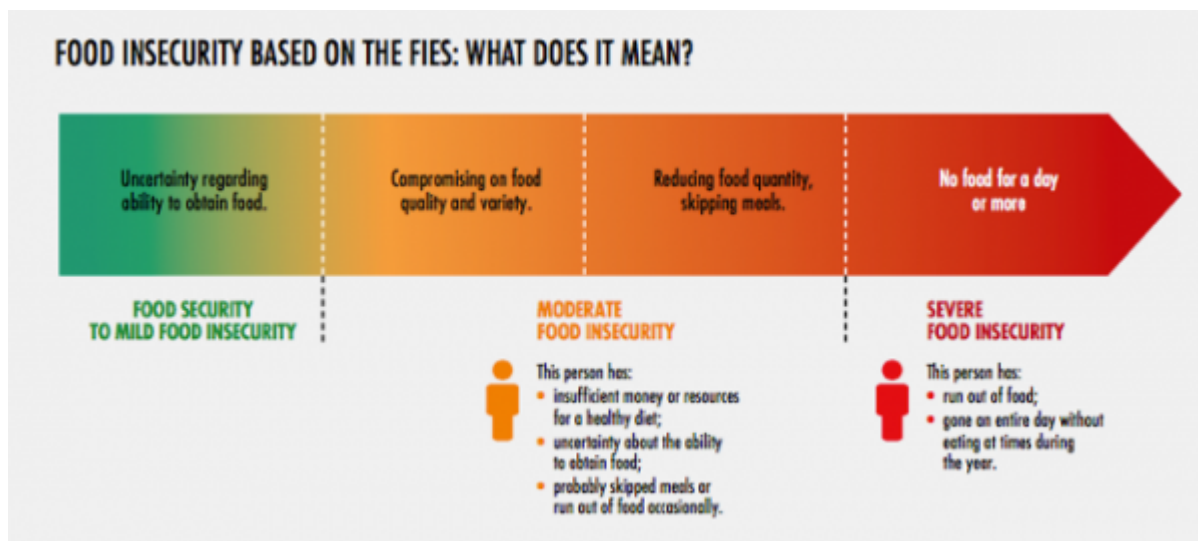 FOOD INSECURITY BASED ON THE FIES: WHAT DOES IT MEAN?
Uncertainty regarding
ability to obtain food.
Compromising on food
quality and variety.
Reducing food quantity,
skipping meals.
No food for a day
or more
FOOD SECURITY
TO MILD FOOD INSECURITY
MODERATE
FOOD INSECURITY
This person has:
• insufficient money or resources
for a healthy diet;
• uncertainty about the ability
to obtain food;
• probably skipped meals or
run out of food occasionally.
SEVERE
FOOD INSECURITY
This person has:
• run out of food;
• gone an entire day without
eating at times during
the year.